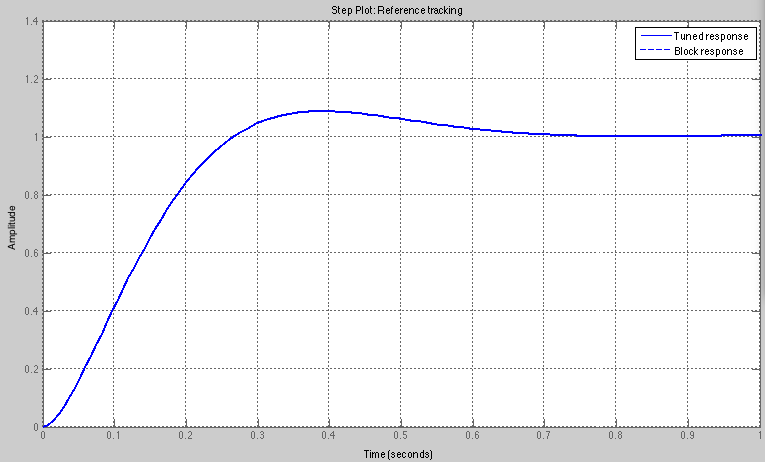 Step Plot: Reference tracking
Tuned response
Block response
1.4
1.2
1
0.8
0.6
0.4
0.2
0
Amplitude
0 0.1 0.2 0.3 0.4 0.5 0.6 0.7 0.8 0.9 1
Time (seconds)